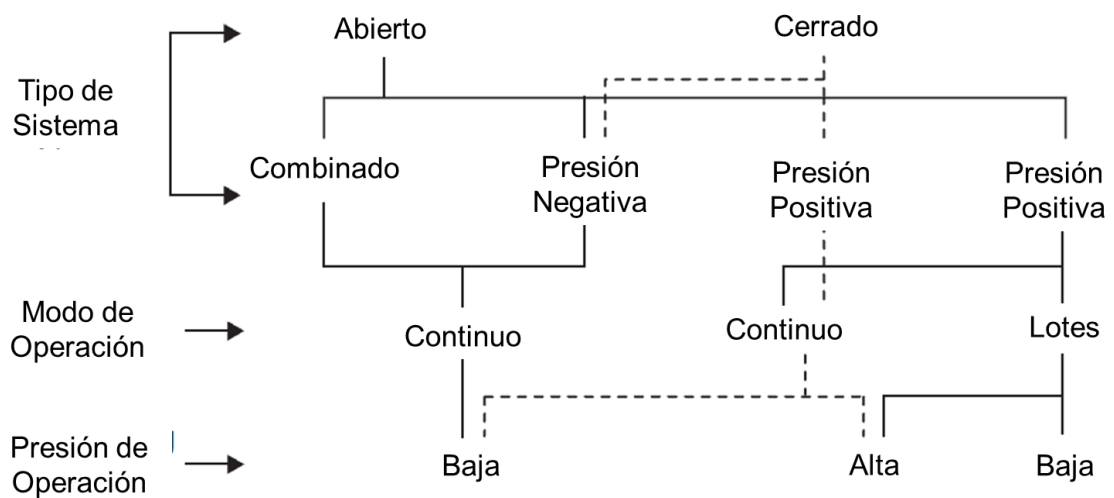 Abierto
Cerrado
Tipo de
Sistema
Combinado
Presión
Negativa
Presión
Positiva
Presión
Positiva
Modo de
Operación
Continuo
Continuo
Lotes
Presión de
Operación
Baja
Alta
Baja